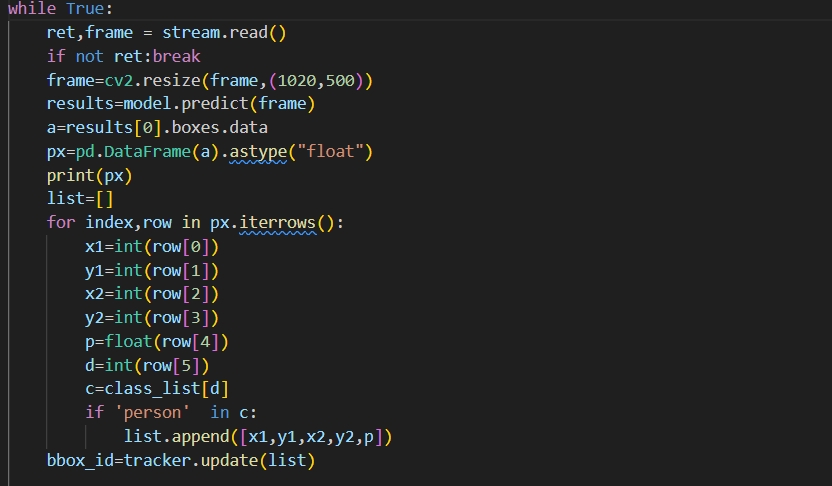 while True:
    ret,frame = stream.read()
    if not ret:break
    frame=cv2.resize(frame,(1020,500))
    results=model.predict(frame)
    a=results[0].boxes.data
    px=pd.DataFrame(a).astype("float")
    print(px)
    list=[]
    for index,row in px.iterrows():
        x1=int(row[0])
        y1=int(row[1])
        x2=int(row[2])
        y2=int(row[3])
        p=float(row[4])
        d=int(row[5])
        c=class_list[d]
        if 'person'  in c:
            list.append([x1,y1,x2,y2,p])
    bbox_id=tracker.update(list)